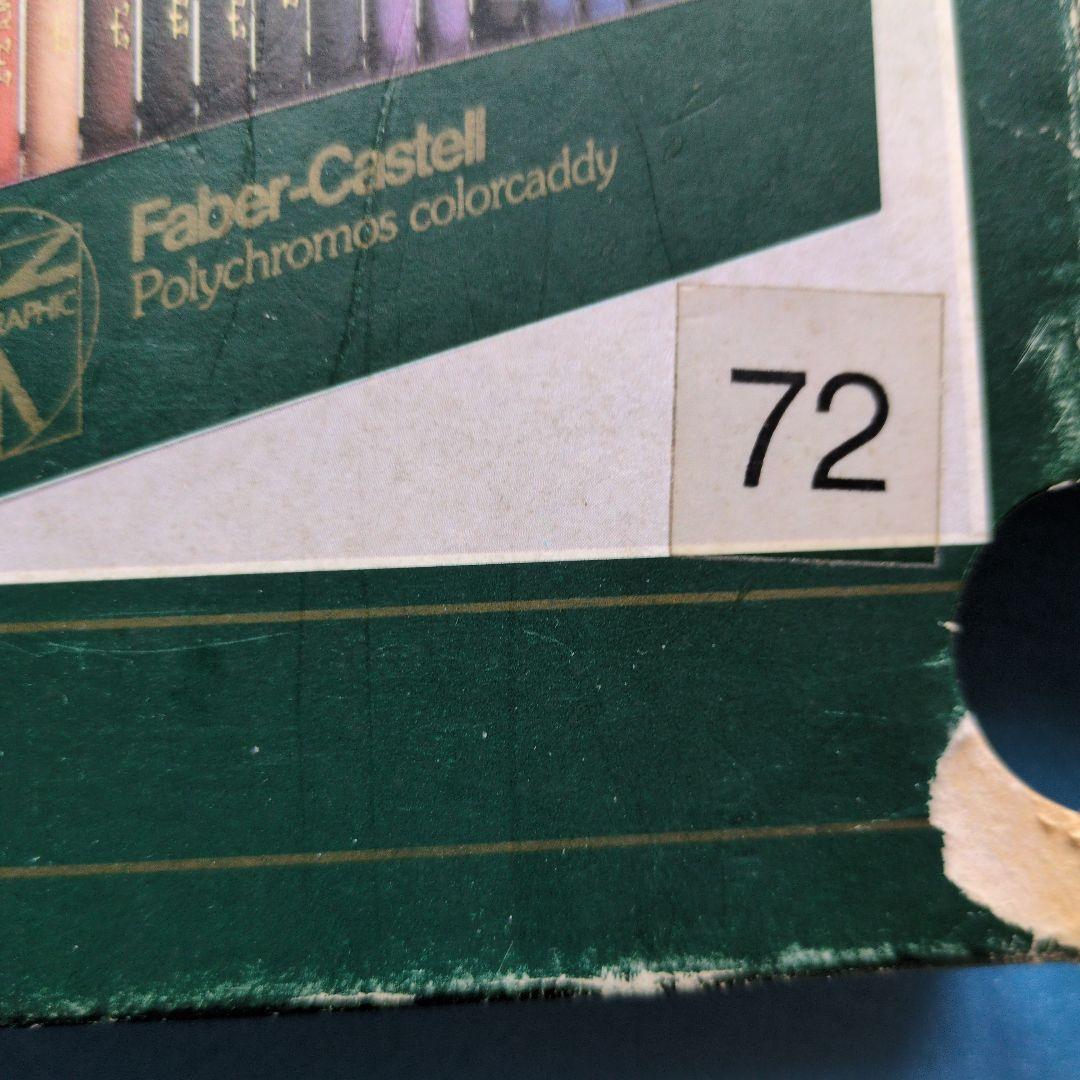 Faber-Castell
Polychromos colorcaddy
72